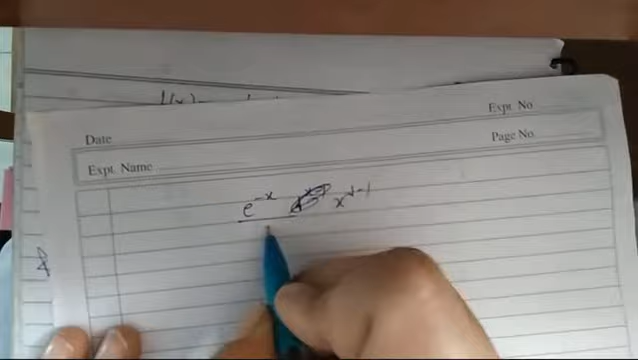 f(x)
Expt. No.
Date
Page No.
Expt. Name
e^{-x} x^{α-1}